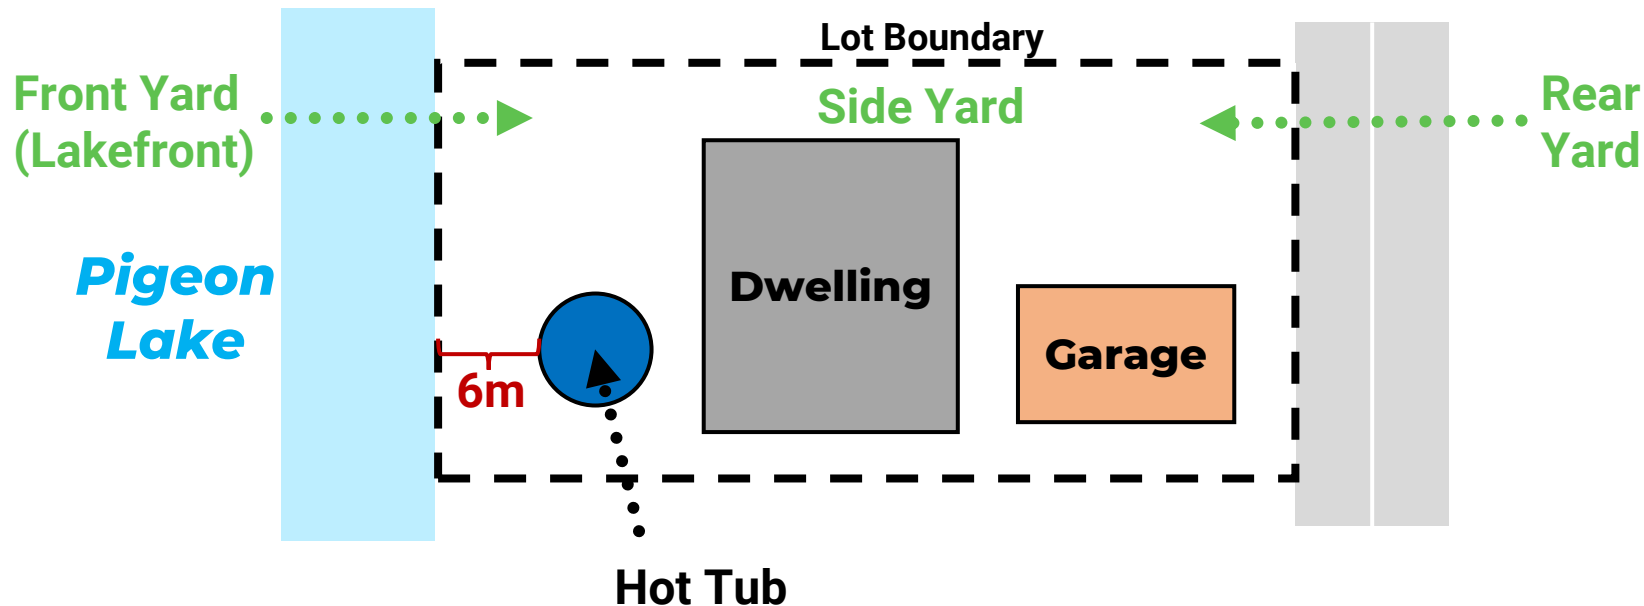 Lot Boundary
Front Yard
(Lakefront)
Side Yard
Rear
Yard
Pigeon
Lake
Dwelling
Garage
6m
Hot Tub